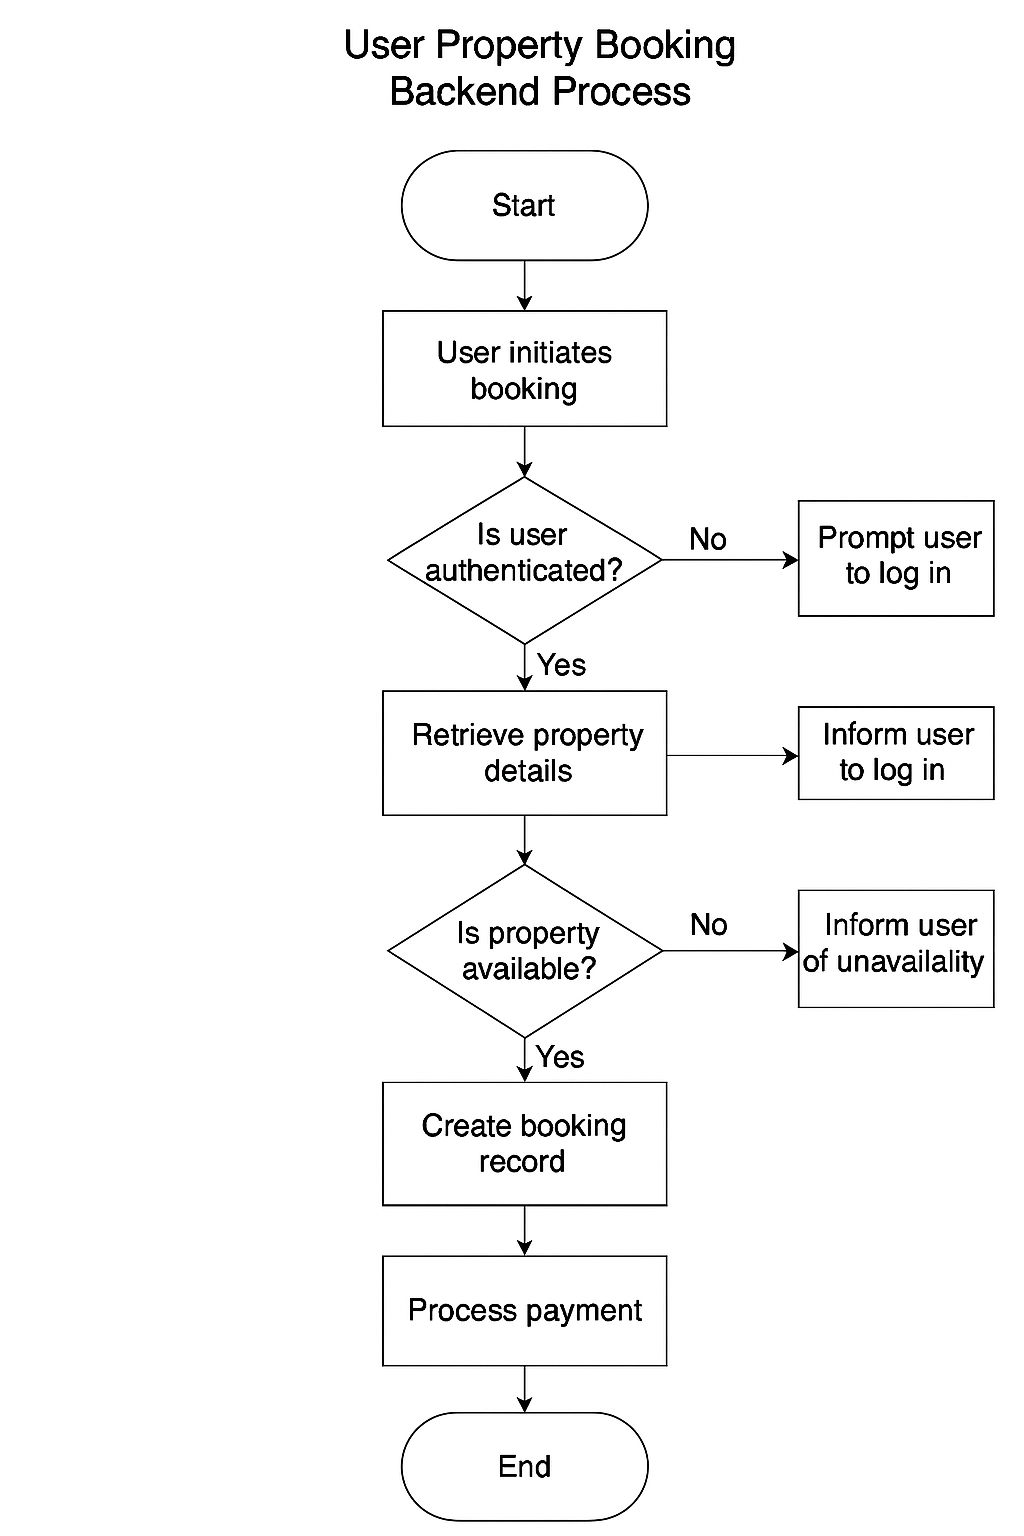 User Property Booking
Backend Process
Start
User initiates
booking
Is user
authenticated?
No
Prompt user
to log in
Yes
Retrieve property
details
Inform user
to log in
Is property
available?
No
Inform user
of unavailality
Yes
Create booking
record
Process payment
End